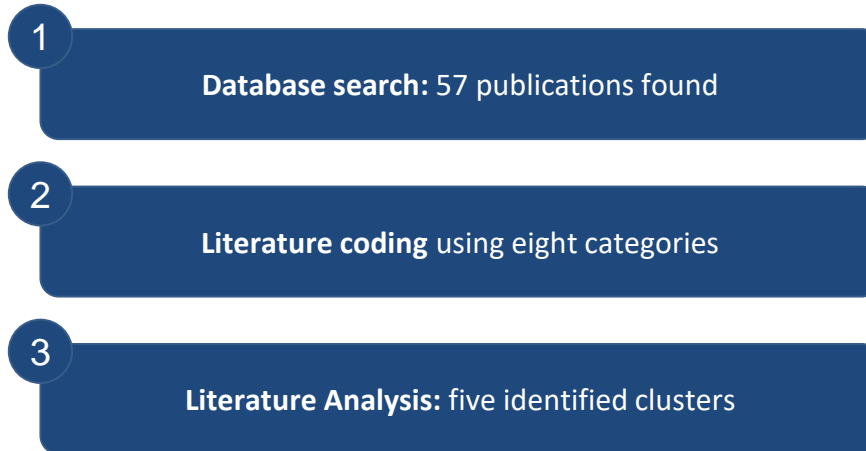 1
Database search: 57 publications found
2
Literature coding using eight categories
3
Literature Analysis: five identified clusters